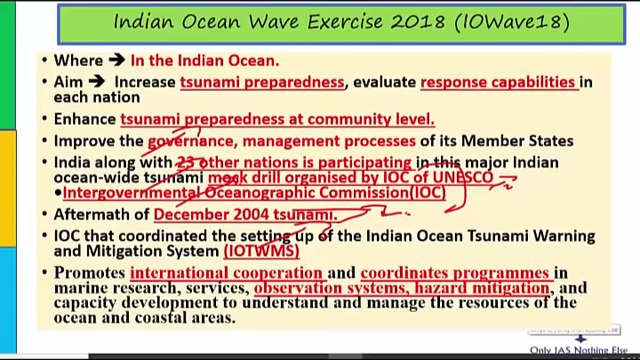 Indian Ocean Wave Exercise 2018 (IOWave18)
• Where → In the Indian Ocean.
• Aim → Increase tsunami preparedness, evaluate response capabilities in
each nation
• Enhance tsunami preparedness at community level.
• Improve the governance, management processes of its Member States
• India along with 23 other nations is participating in this major Indian
ocean-wide tsunami mock drill organised by IOC of UNESCO
•Intergovernmental Oceanographic Commission(IOC)
• Aftermath of December 2004 tsunami.
• IOC that coordinated the setting up of the Indian Ocean Tsunami Warning
and Mitigation System (IOTWMS)
• Promotes international cooperation and coordinates programmes in
marine research, services, observation systems, hazard mitigation, and
capacity development to understand and manage the resources of the
ocean and coastal areas.
Only IAS Nothing Else